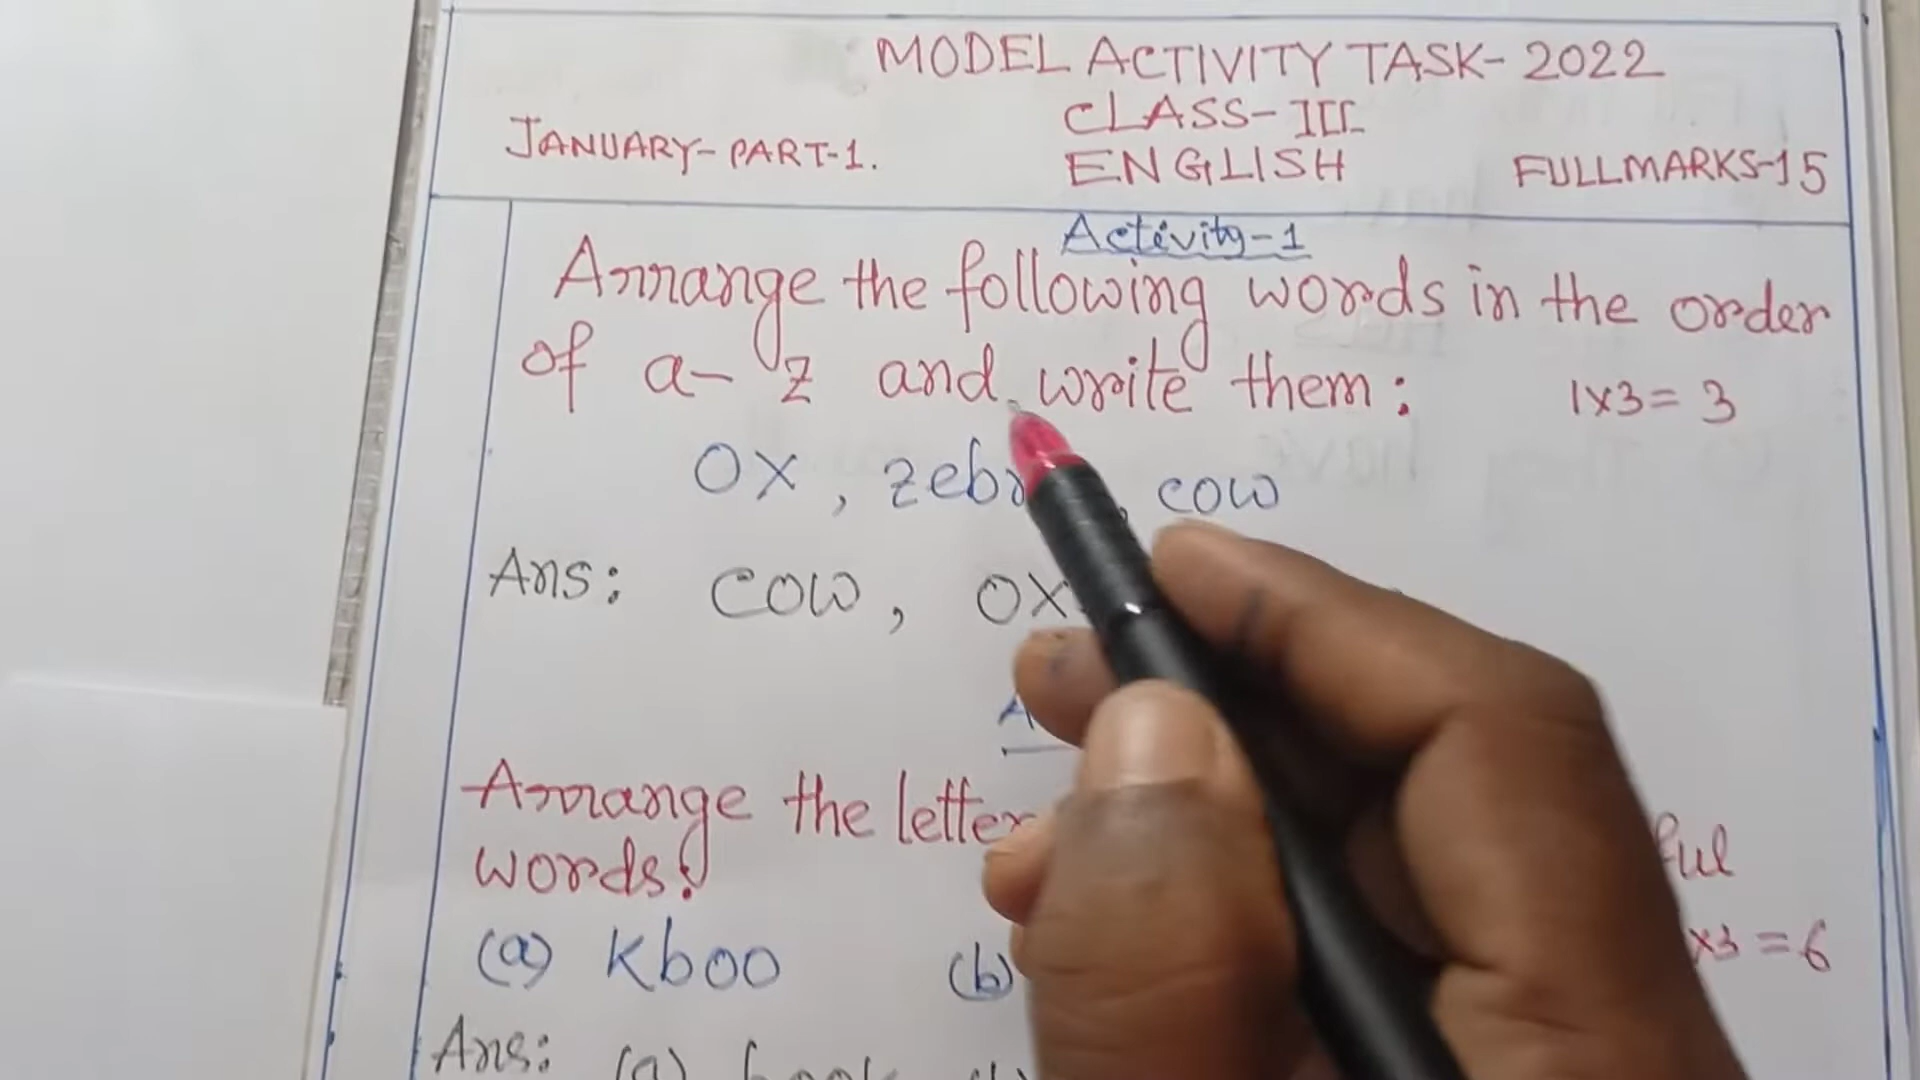 MODEL ACTIVITY TASK- 2022
CLASS- III
JANUARY- PART-1.
ENGLISH
FULLMARKS-15
Activity-1
Arrange the following words in the order
of a- z and write them:
1x3= 3
OX, zeb , cow
Ans: cow, ox
Arrange the letter
words:
ful
x3 = 6
(a) kboo (b)
Ans: (a) book